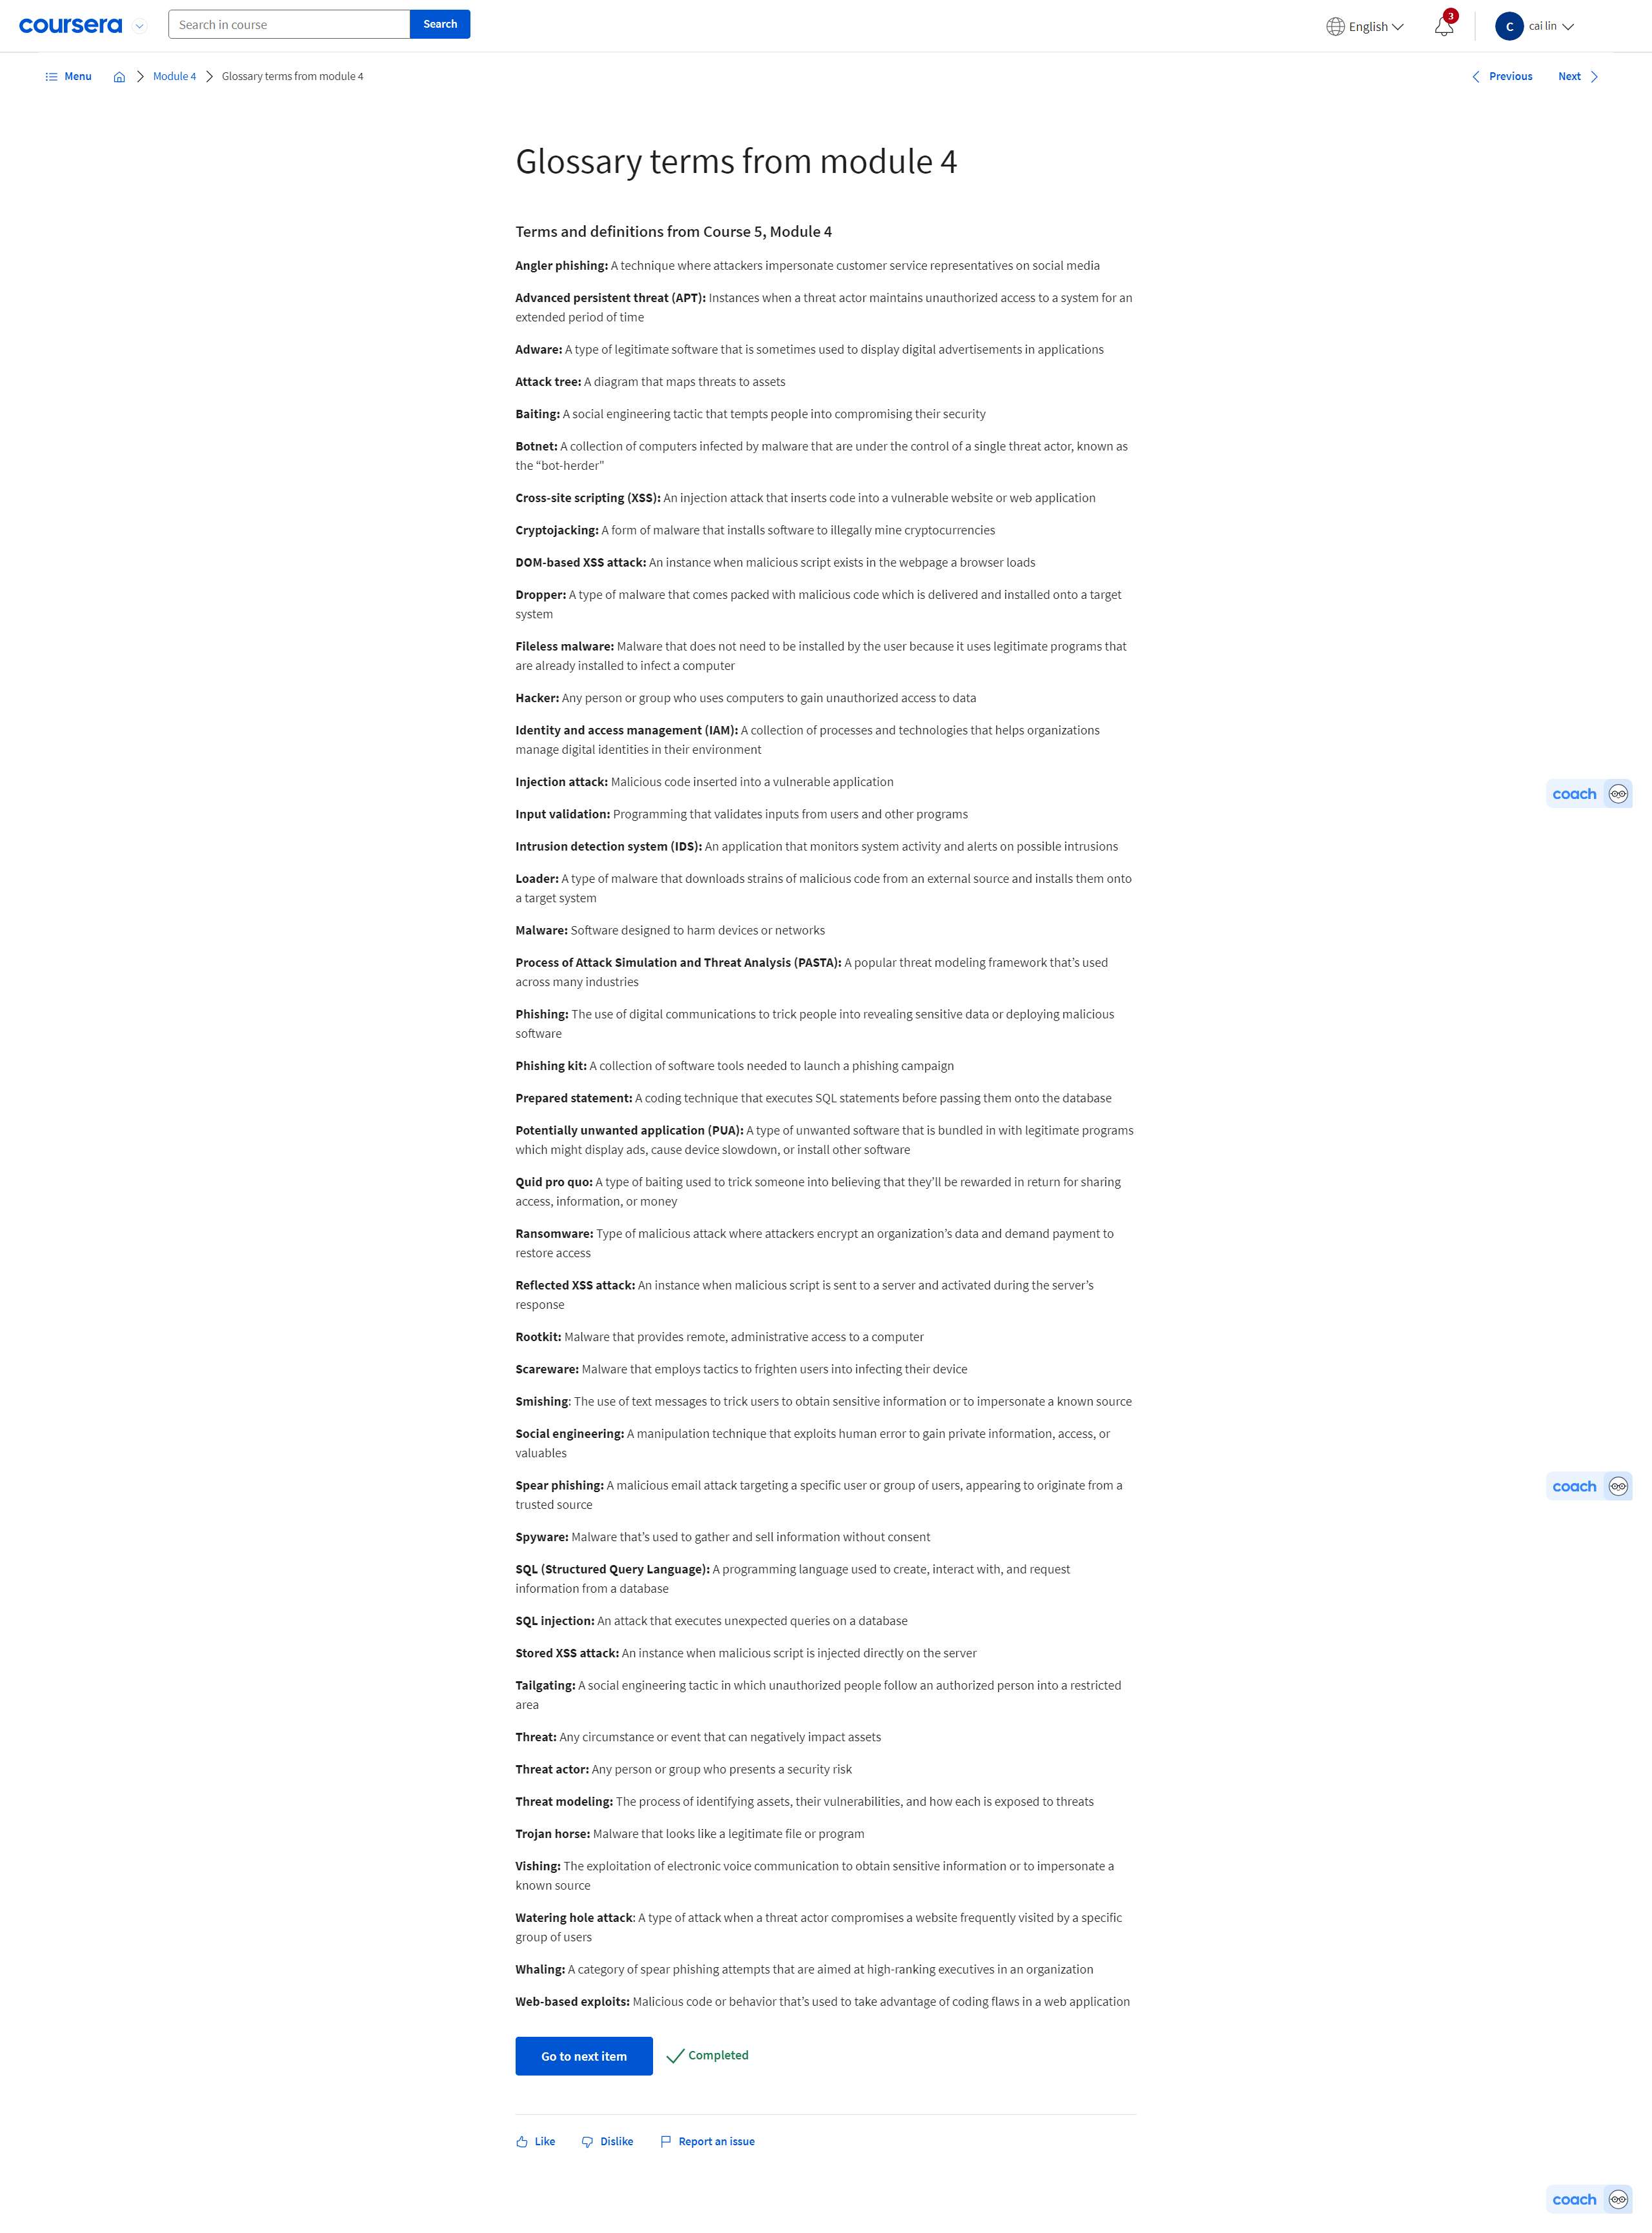 coursera
Search in course
Search
English
3
C
cai lin
Menu
Module 4
Glossary terms from module 4
Previous
Next
Glossary terms from module 4
Terms and definitions from Course 5, Module 4
Angler phishing: A technique where attackers impersonate customer service representatives on social media
Advanced persistent threat (APT): Instances when a threat actor maintains unauthorized access to a system for an
extended period of time
Adware: A type of legitimate software that is sometimes used to display digital advertisements in applications
Attack tree: A diagram that maps threats to assets
Baiting: A social engineering tactic that tempts people into compromising their security
Botnet: A collection of computers infected by malware that are under the control of a single threat actor, known as
the “bot-herder"
Cross-site scripting (XSS): An injection attack that inserts code into a vulnerable website or web application
Cryptojacking: A form of malware that installs software to illegally mine cryptocurrencies
DOM-based XSS attack: An instance when malicious script exists in the webpage a browser loads
Dropper: A type of malware that comes packed with malicious code which is delivered and installed onto a target
system
Fileless malware: Malware that does not need to be installed by the user because it uses legitimate programs that
are already installed to infect a computer
Hacker: Any person or group who uses computers to gain unauthorized access to data
Identity and access management (IAM): A collection of processes and technologies that helps organizations
manage digital identities in their environment
Injection attack: Malicious code inserted into a vulnerable application
coach
Input validation: Programming that validates inputs from users and other programs
Intrusion detection system (IDS): An application that monitors system activity and alerts on possible intrusions
Loader: A type of malware that downloads strains of malicious code from an external source and installs them onto
a target system
Malware: Software designed to harm devices or networks
Process of Attack Simulation and Threat Analysis (PASTA): A popular threat modeling framework that’s used
across many industries
Phishing: The use of digital communications to trick people into revealing sensitive data or deploying malicious
software
Phishing kit: A collection of software tools needed to launch a phishing campaign
Prepared statement: A coding technique that executes SQL statements before passing them onto the database
Potentially unwanted application (PUA): A type of unwanted software that is bundled in with legitimate programs
which might display ads, cause device slowdown, or install other software
Quid pro quo: A type of baiting used to trick someone into believing that they’ll be rewarded in return for sharing
access, information, or money
Ransomware: Type of malicious attack where attackers encrypt an organization’s data and demand payment to
restore access
Reflected XSS attack: An instance when malicious script is sent to a server and activated during the server’s
response
Rootkit: Malware that provides remote, administrative access to a computer
Scareware: Malware that employs tactics to frighten users into infecting their device
Smishing: The use of text messages to trick users to obtain sensitive information or to impersonate a known source
Social engineering: A manipulation technique that exploits human error to gain private information, access, or
valuables
Spear phishing: A malicious email attack targeting a specific user or group of users, appearing to originate from a
trusted source
coach
Spyware: Malware that’s used to gather and sell information without consent
SQL (Structured Query Language): A programming language used to create, interact with, and request
information from a database
SQL injection: An attack that executes unexpected queries on a database
Stored XSS attack: An instance when malicious script is injected directly on the server
Tailgating: A social engineering tactic in which unauthorized people follow an authorized person into a restricted
area
Threat: Any circumstance or event that can negatively impact assets
Threat actor: Any person or group who presents a security risk
Threat modeling: The process of identifying assets, their vulnerabilities, and how each is exposed to threats
Trojan horse: Malware that looks like a legitimate file or program
Vishing: The exploitation of electronic voice communication to obtain sensitive information or to impersonate a
known source
Watering hole attack: A type of attack when a threat actor compromises a website frequently visited by a specific
group of users
Whaling: A category of spear phishing attempts that are aimed at high-ranking executives in an organization
Web-based exploits: Malicious code or behavior that’s used to take advantage of coding flaws in a web application
Go to next item
Completed
Like
Dislike
Report an issue
coach